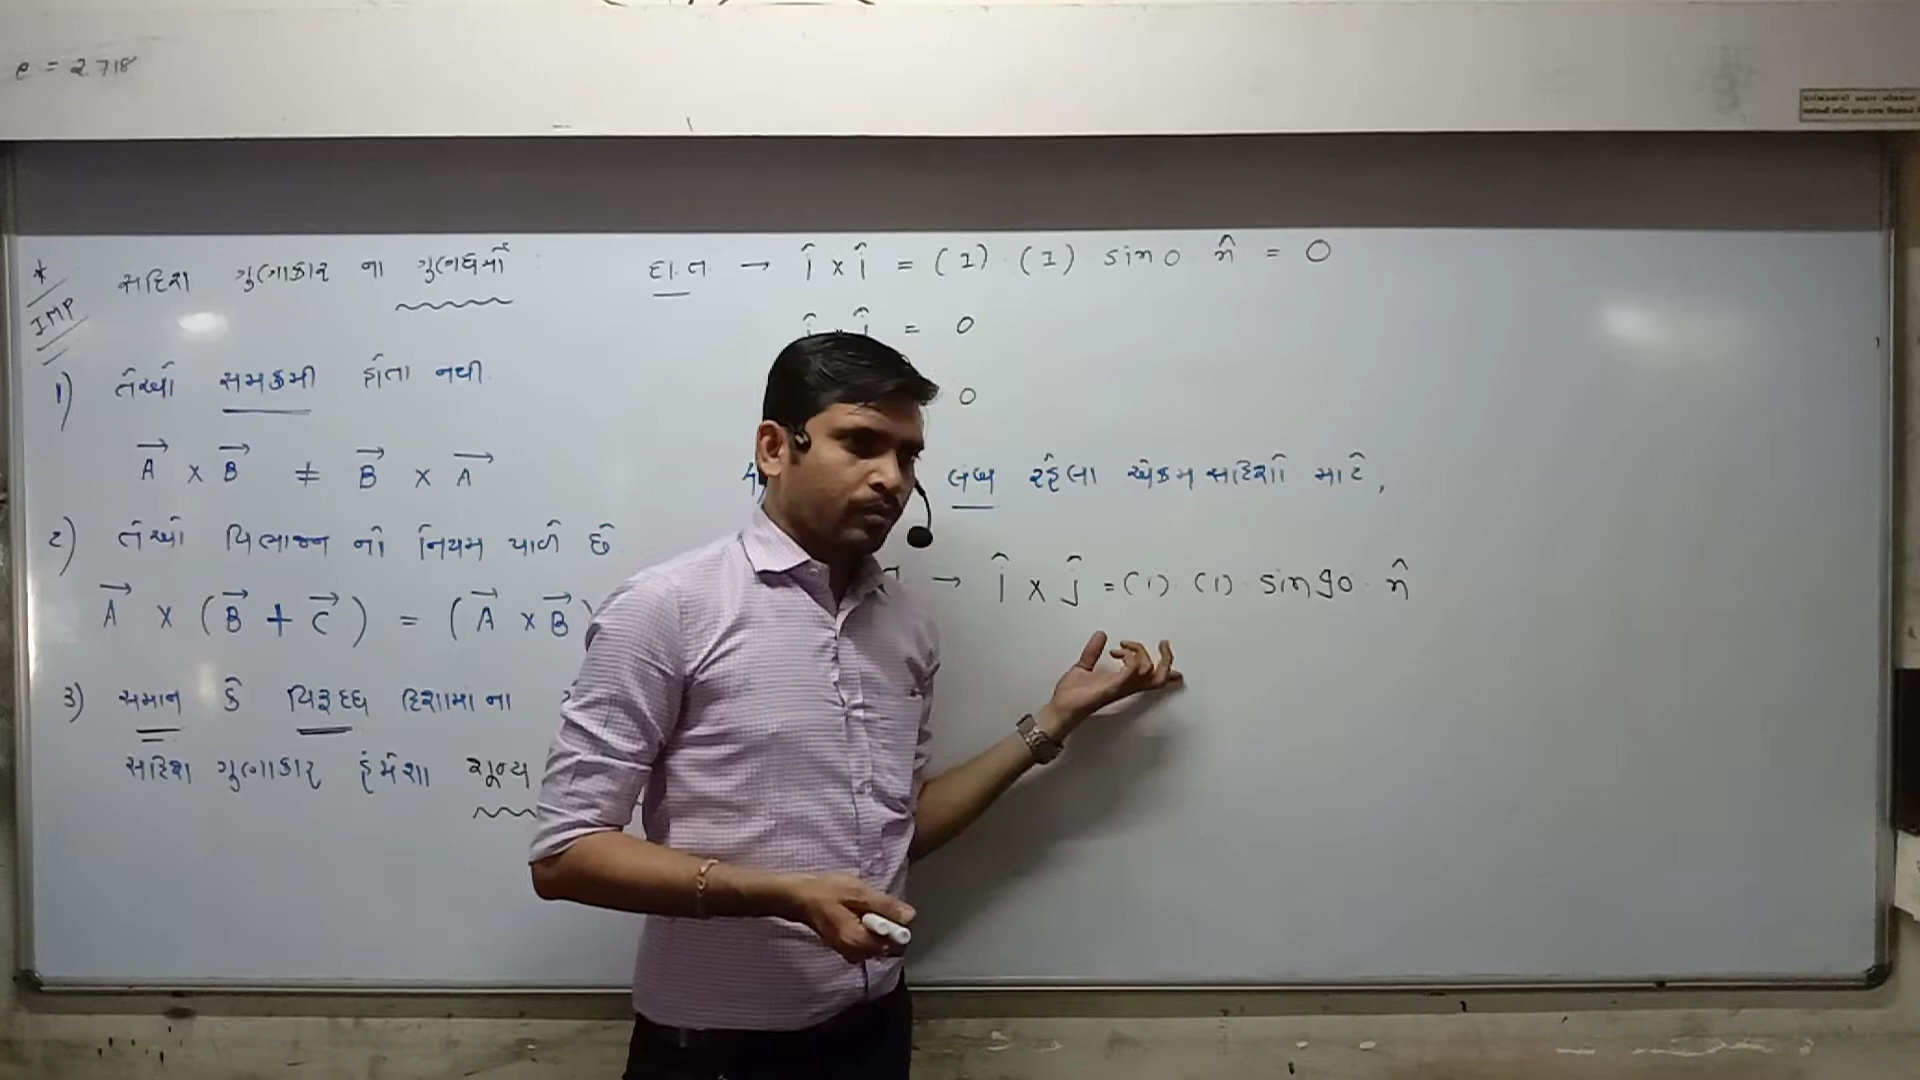 e = 2.718
*
IMP
સદિશ ગુણાકાર ના ગુણધર્મો :
1) તેઓ સમક્રમી હોતા નથી.
A⃗ × B⃗ ≠ B⃗ × A⃗
2) તેઓ વિભાજન નો નિયમ પાળે છે
A⃗ × (B⃗ + C⃗) = (A⃗ × B⃗)
3) સમાન કે વિરૂદ્ધ દિશામાં ના
સદિશ ગુણાકાર હંમેશા શૂન્ય
દા.ત → î × î = (1) · (1) sin 0 n̂ = 0
= 0
0
4) લંબ રહેલા એકમ સદિશો માટે,
→ î × ĵ = (1) · (1) · sin 90 · n̂